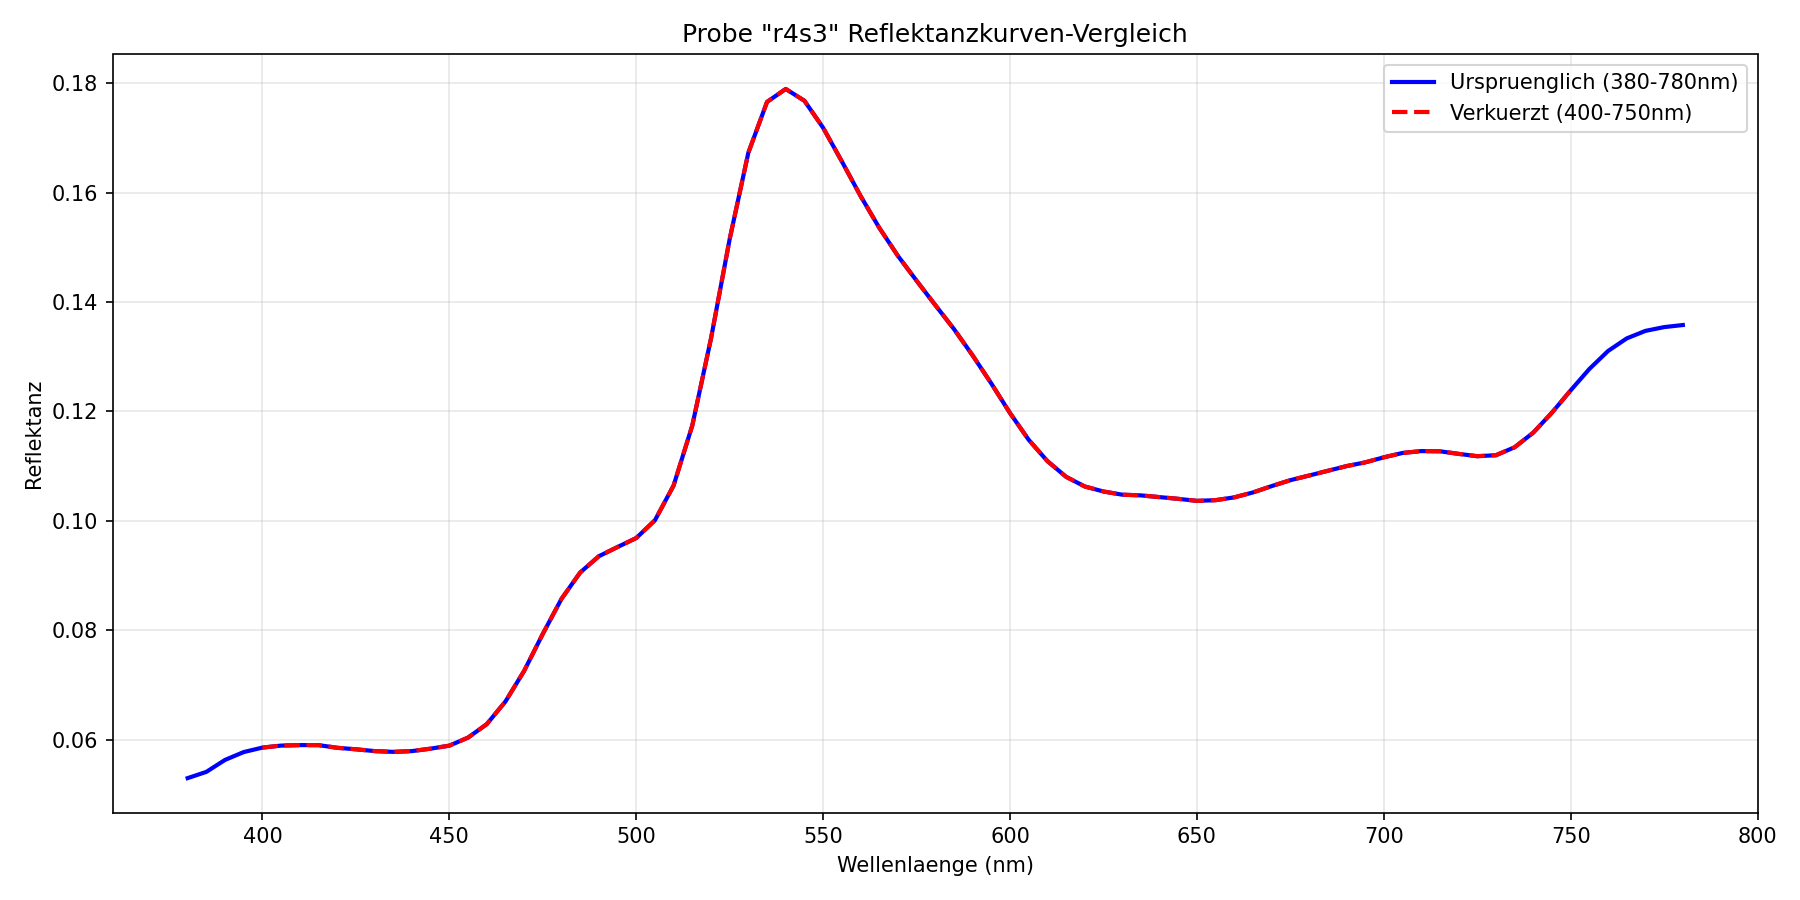 Probe "r4s3" Reflektanzkurven-Vergleich
Urspruenglich (380-780nm)
Verkuerzt (400-750nm)
0.18
0.16
0.14
0.12
0.10
0.08
0.06
Reflektanz
400 450 500 550 600 650 700 750 800
Wellenlaenge (nm)